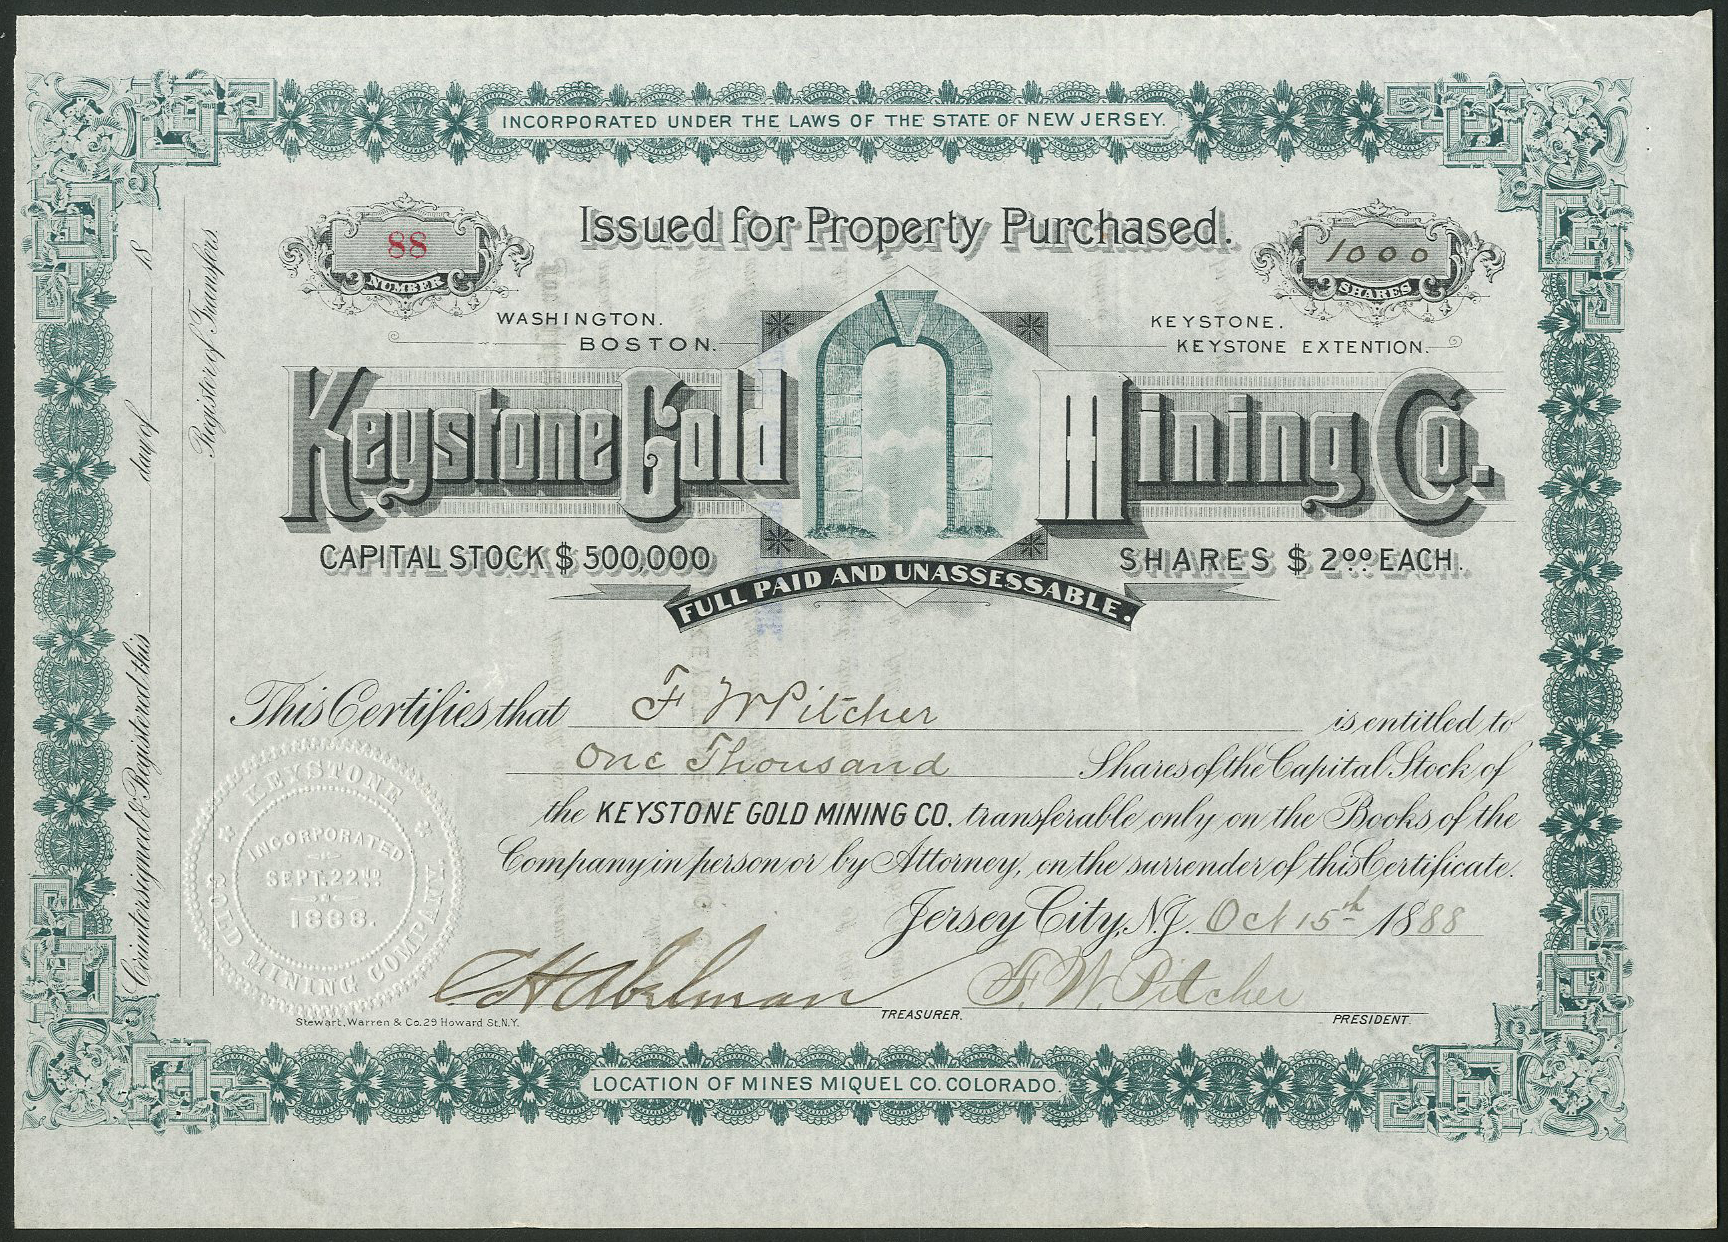 INCORPORATED UNDER THE LAWS OF THE STATE OF NEW JERSEY.
88
NUMBER
Issued for Property Purchased.
1000
SHARES
WASHINGTON.
BOSTON.
KEYSTONE.
KEYSTONE EXTENTION.
Keystone Gold Mining Co.
CAPITAL STOCK $ 500,000
SHARES $ 2.00 EACH.
FULL PAID AND UNASSESSABLE.
This Certifies that F W Pitcher is entitled to
One Thousand Shares of the Capital Stock of
the KEYSTONE GOLD MINING CO. transferable only on the Books of the
Company in person or by Attorney, on the surrender of this Certificate.
Jersey City, N.J. Oct 15th 1888
F. W. Pitcher
TREASURER.
PRESIDENT.
Stewart, Warren & Co. 29 Howard St. N.Y.
LOCATION OF MINES MIQUEL CO. COLORADO.
Countersigned & Registered this day of 18
Register of Transfers.
KEYSTONE GOLD MINING COMPANY
INCORPORATED
SEPT. 22ND
1888.